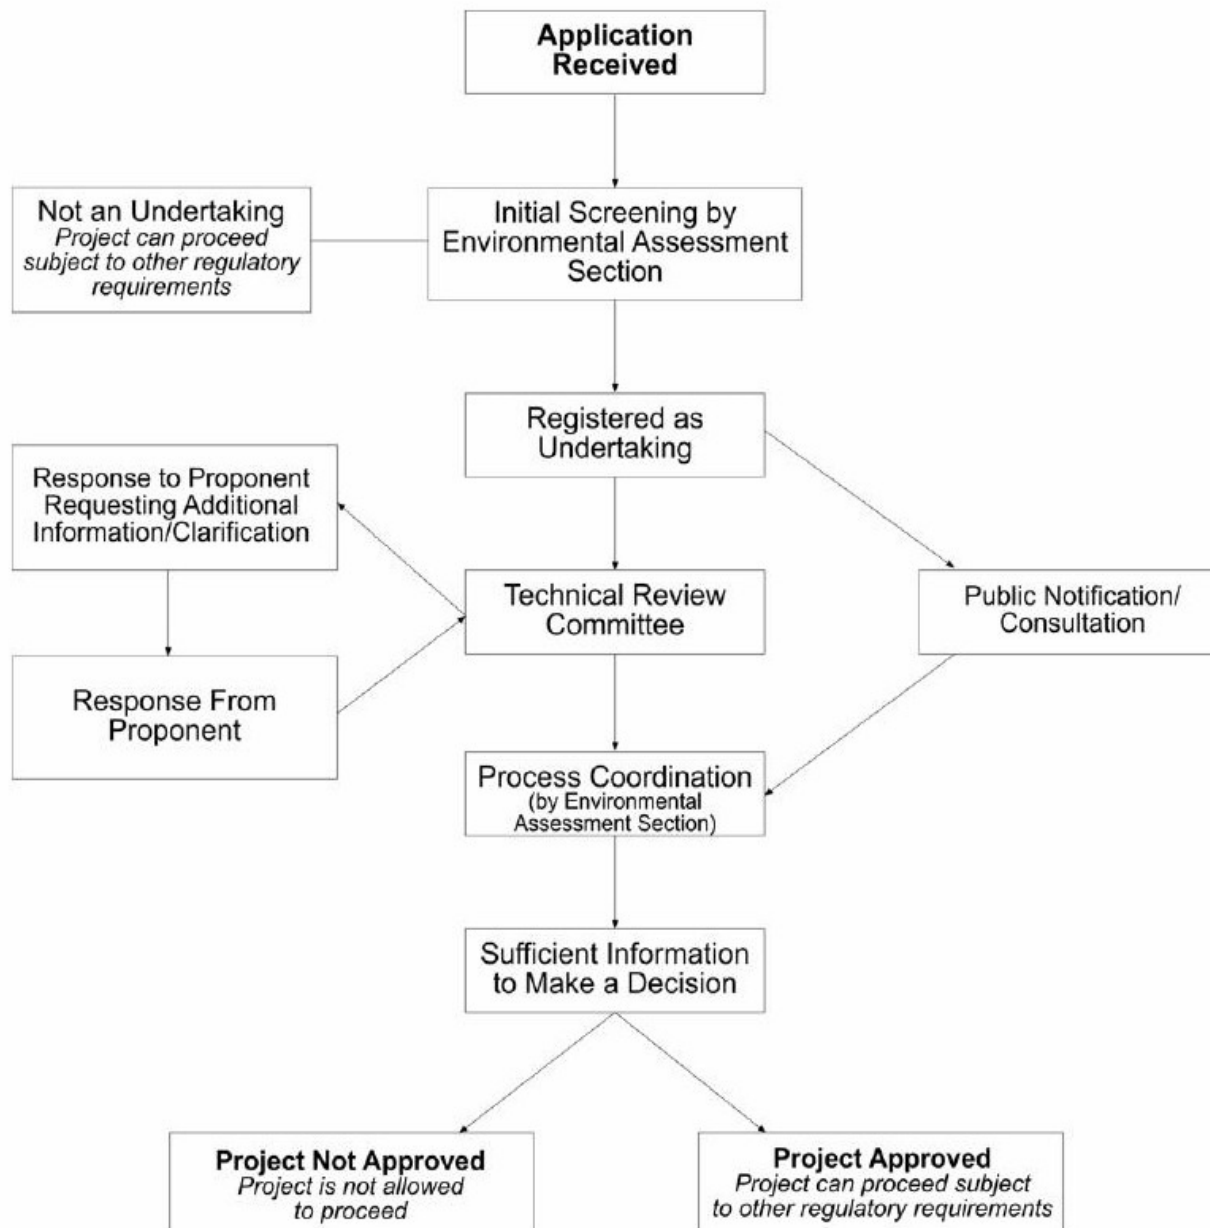 Application
Received
Not an Undertaking
Project can proceed
subject to other regulatory
requirements
Initial Screening by
Environmental Assessment
Section
Registered as
Undertaking
Response to Proponent
Requesting Additional
Information/Clarification
Technical Review
Committee
Public Notification/
Consultation
Response From
Proponent
Process Coordination
(by Environmental
Assessment Section)
Sufficient Information
to Make a Decision
Project Not Approved
Project is not allowed
to proceed
Project Approved
Project can proceed subject
to other regulatory requirements